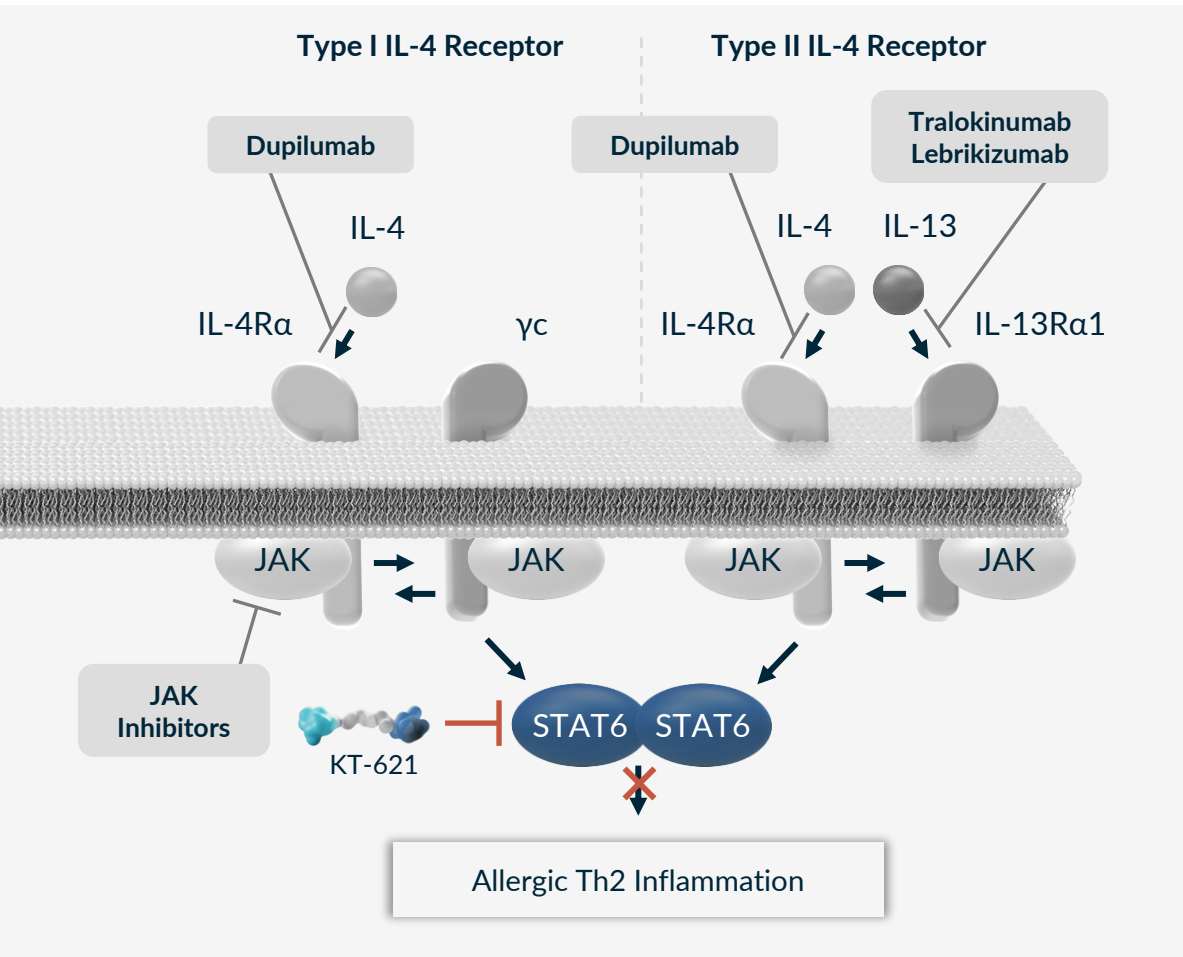 Type I IL-4 Receptor
Type II IL-4 Receptor
Dupilumab
Dupilumab
Tralokinumab
Lebrikizumab
IL-4
IL-4
IL-13
IL-4Rα
γc
IL-4Rα
IL-13Rα1
JAK
JAK
JAK
JAK
JAK
Inhibitors
KT-621
STAT6
STAT6
Allergic Th2 Inflammation